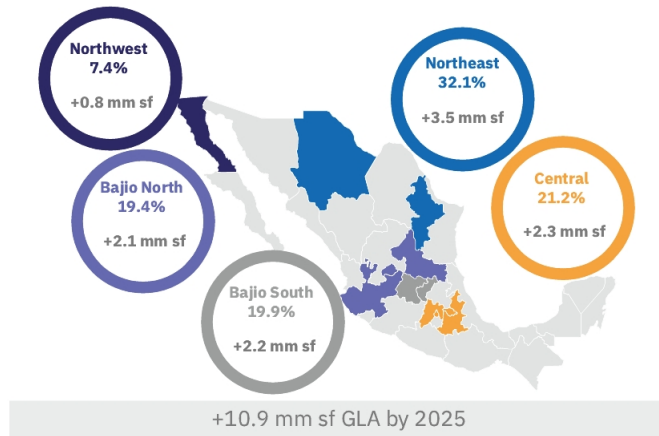 Northwest
7.4%
+0.8 mm sf
Northeast
32.1%
+3.5 mm sf
Bajio North
19.4%
+2.1 mm sf
Central
21.2%
+2.3 mm sf
Bajio South
19.9%
+2.2 mm sf
+10.9 mm sf GLA by 2025